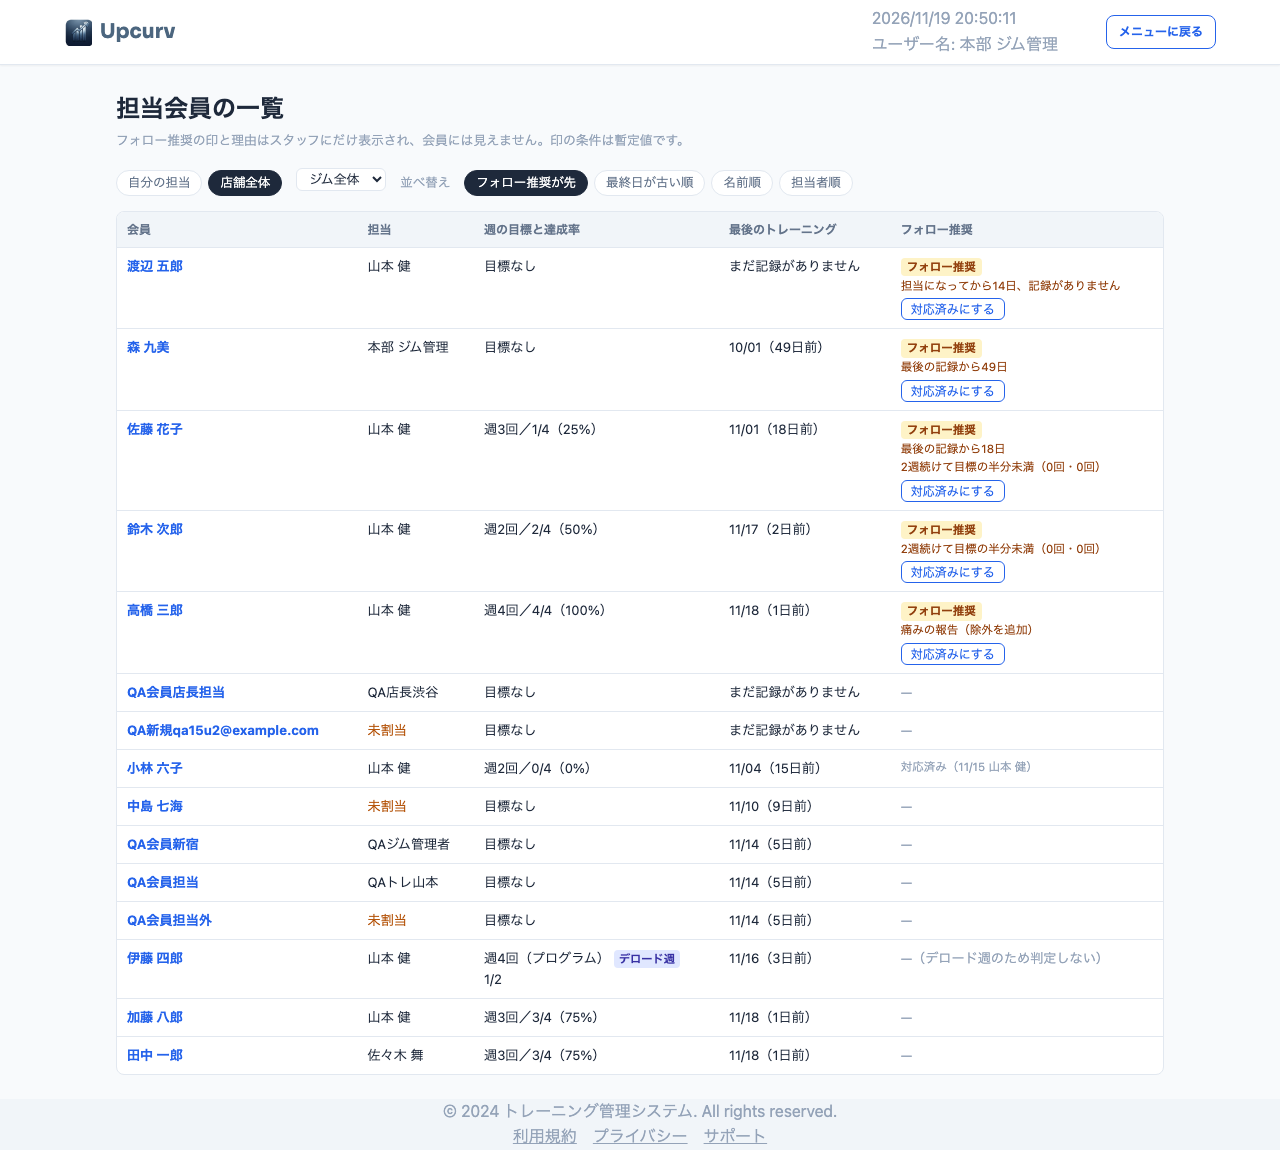 Upcurv
2026/11/19 20:50:11
ユーザー名: 本部 ジム管理
メニューに戻る
担当会員の一覧
フォロー推奨の印と理由はスタッフにだけ表示され、会員には見えません。印の条件は暫定値です。
自分の担当 店舗全体 ジム全体 並べ替え フォロー推奨が先 最終日が古い順 名前順 担当者順
会員 担当 週の目標と達成率 最後のトレーニング フォロー推奨
渡辺 五郎 山本 健 目標なし まだ記録がありません フォロー推奨
担当になってから14日、記録がありません
対応済みにする
森 九美 本部 ジム管理 目標なし 10/01（49日前） フォロー推奨
最後の記録から49日
対応済みにする
佐藤 花子 山本 健 週3回／1/4（25%） 11/01（18日前） フォロー推奨
最後の記録から18日
2週続けて目標の半分未満（0回・0回）
対応済みにする
鈴木 次郎 山本 健 週2回／2/4（50%） 11/17（2日前） フォロー推奨
2週続けて目標の半分未満（0回・0回）
対応済みにする
高橋 三郎 山本 健 週4回／4/4（100%） 11/18（1日前） フォロー推奨
痛みの報告（除外を追加）
対応済みにする
QA会員店長担当 QA店長渋谷 目標なし まだ記録がありません —
QA新規qa15u2@example.com 未割当 目標なし まだ記録がありません —
小林 六子 山本 健 週2回／0/4（0%） 11/04（15日前） 対応済み（11/15 山本 健）
中島 七海 未割当 目標なし 11/10（9日前） —
QA会員新宿 QAジム管理者 目標なし 11/14（5日前） —
QA会員担当 QAトレ山本 目標なし 11/14（5日前） —
QA会員担当外 未割当 目標なし 11/14（5日前） —
伊藤 四郎 山本 健 週4回（プログラム） デロード週 11/16（3日前） —（デロード週のため判定しない）
1/2
加藤 八郎 山本 健 週3回／3/4（75%） 11/18（1日前） —
田中 一郎 佐々木 舞 週3回／3/4（75%） 11/18（1日前） —
© 2024 トレーニング管理システム. All rights reserved.
利用規約 プライバシー サポート